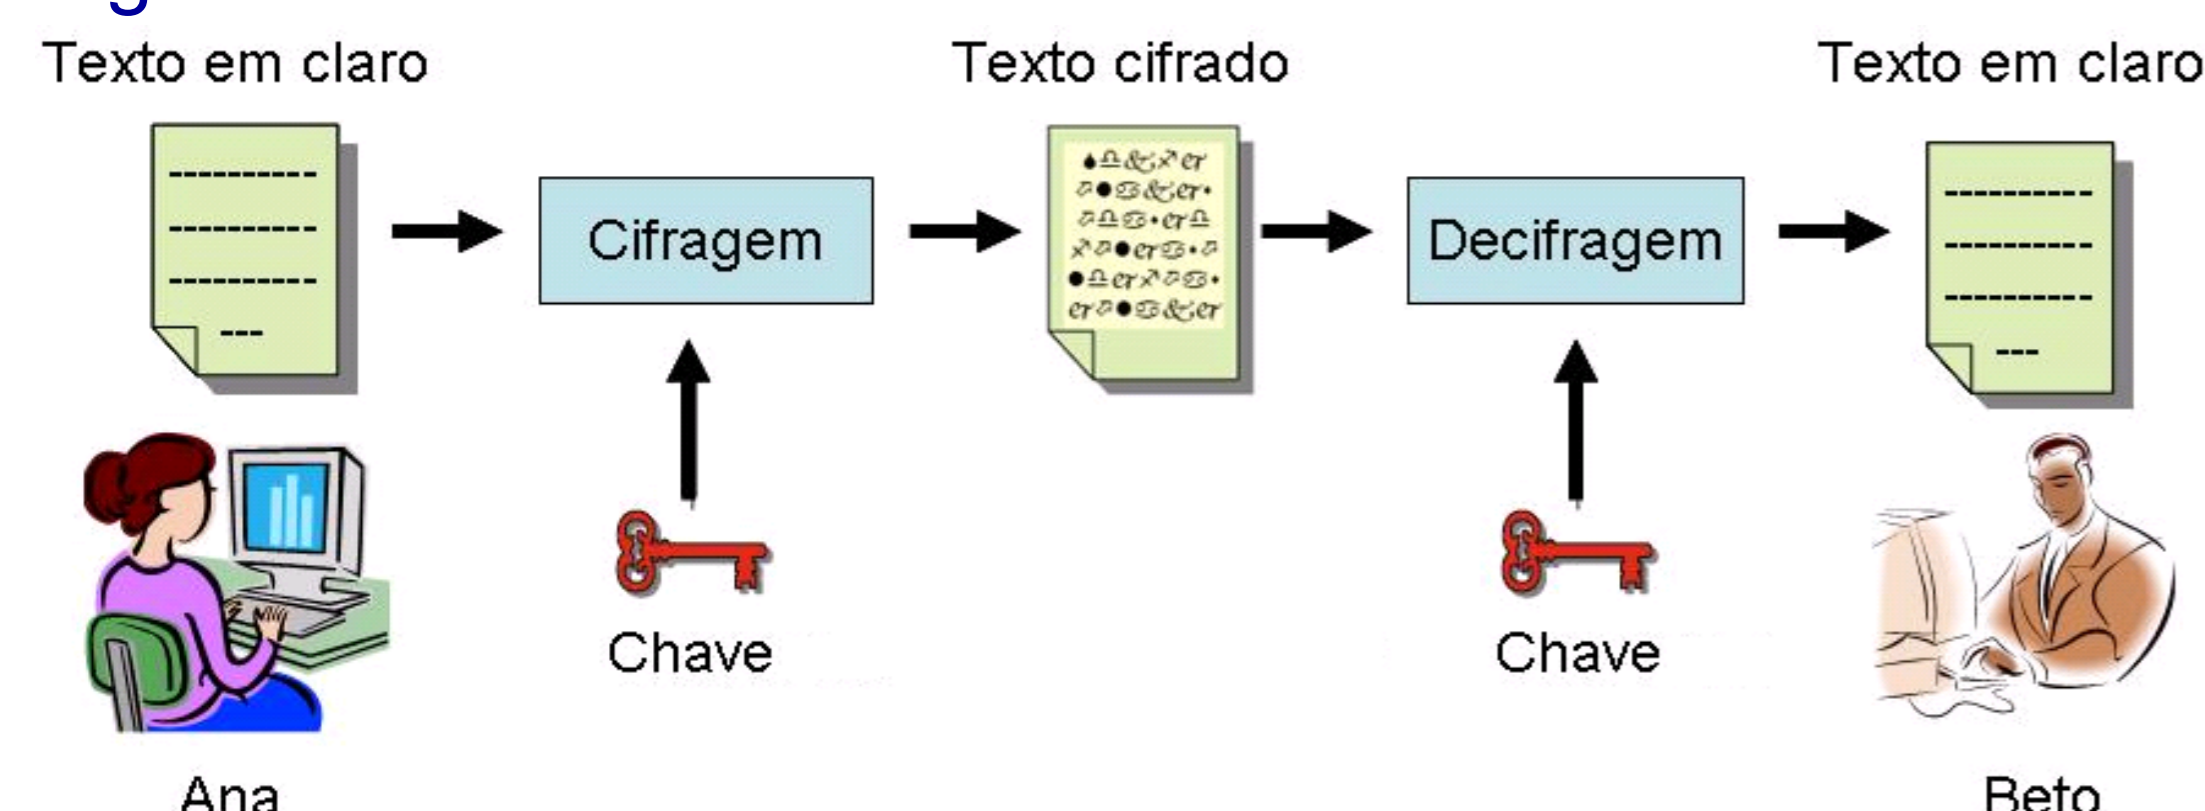 Texto em claro
Texto cifrado
Texto em claro
Cifragem
Decifragem
Chave
Chave
Ana
Beto